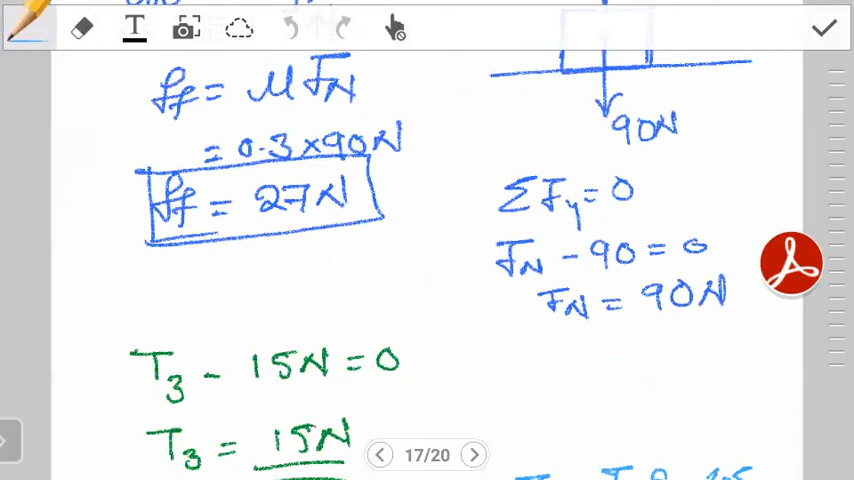 T
ff = μ FN
= 0.3×90N
ff = 27N
90N
ΣFy = 0
FN - 90 = 0
FN = 90N
T3 - 15N = 0
T3 = 15N
17/20